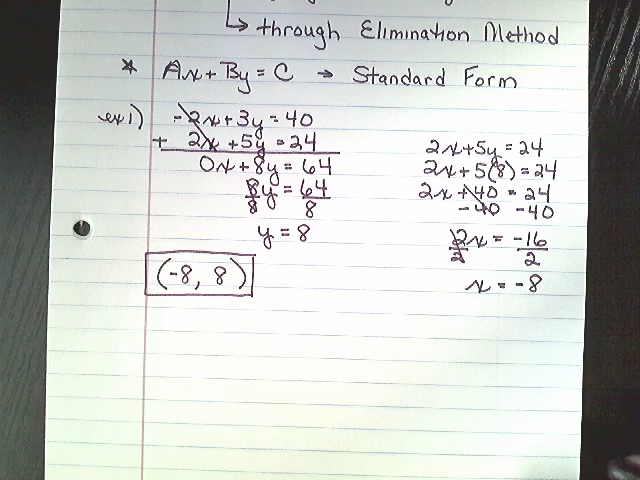 ↳ through Elimination Method
* Ax + By = C → Standard Form
ex1) -2x + 3y = 40
+ 2x + 5y = 24
0x + 8y = 64
8y = 64
8 8
y = 8
(-8, 8)
2x + 5y = 24
2x + 5(8) = 24
2x + 40 = 24
-40 -40
2x = -16
2 2
x = -8